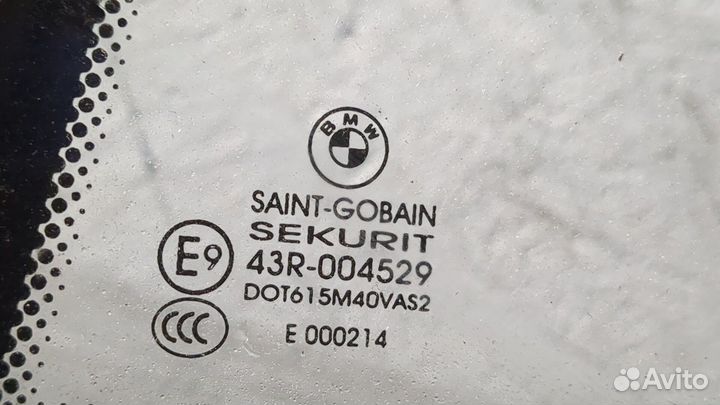 BMW
SAINT-GOBAIN
SEKURIT
E9 43R-004529
DOT615M40VAS2
CCC E 000214
Avito